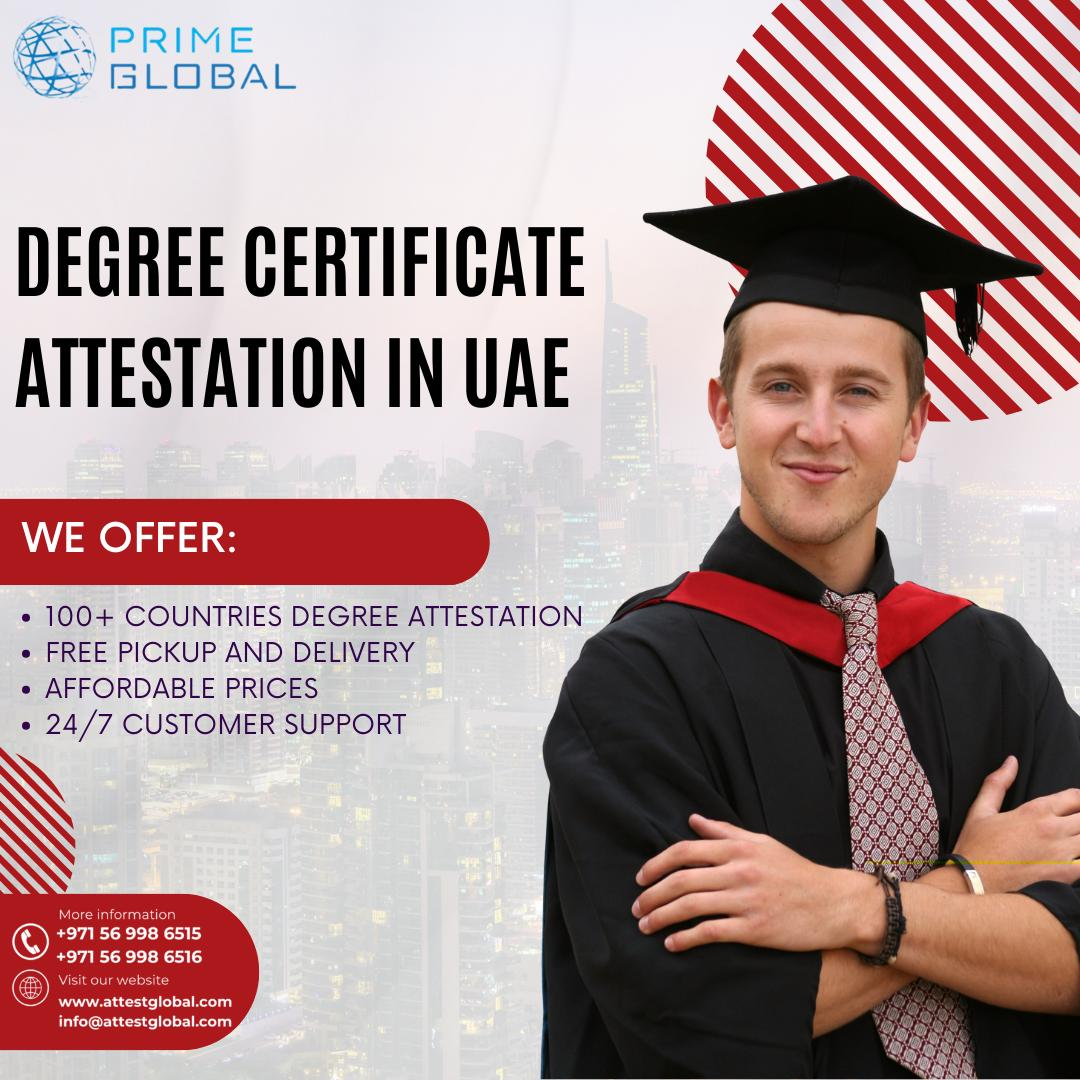 PRIME
GLOBAL
DEGREE CERTIFICATE
ATTESTATION IN UAE
WE OFFER:
• 100+ COUNTRIES DEGREE ATTESTATION
• FREE PICKUP AND DELIVERY
• AFFORDABLE PRICES
• 24/7 CUSTOMER SUPPORT
More information
+971 56 998 6515
+971 56 998 6516
Visit our website
www.attestglobal.com
info@attestglobal.com